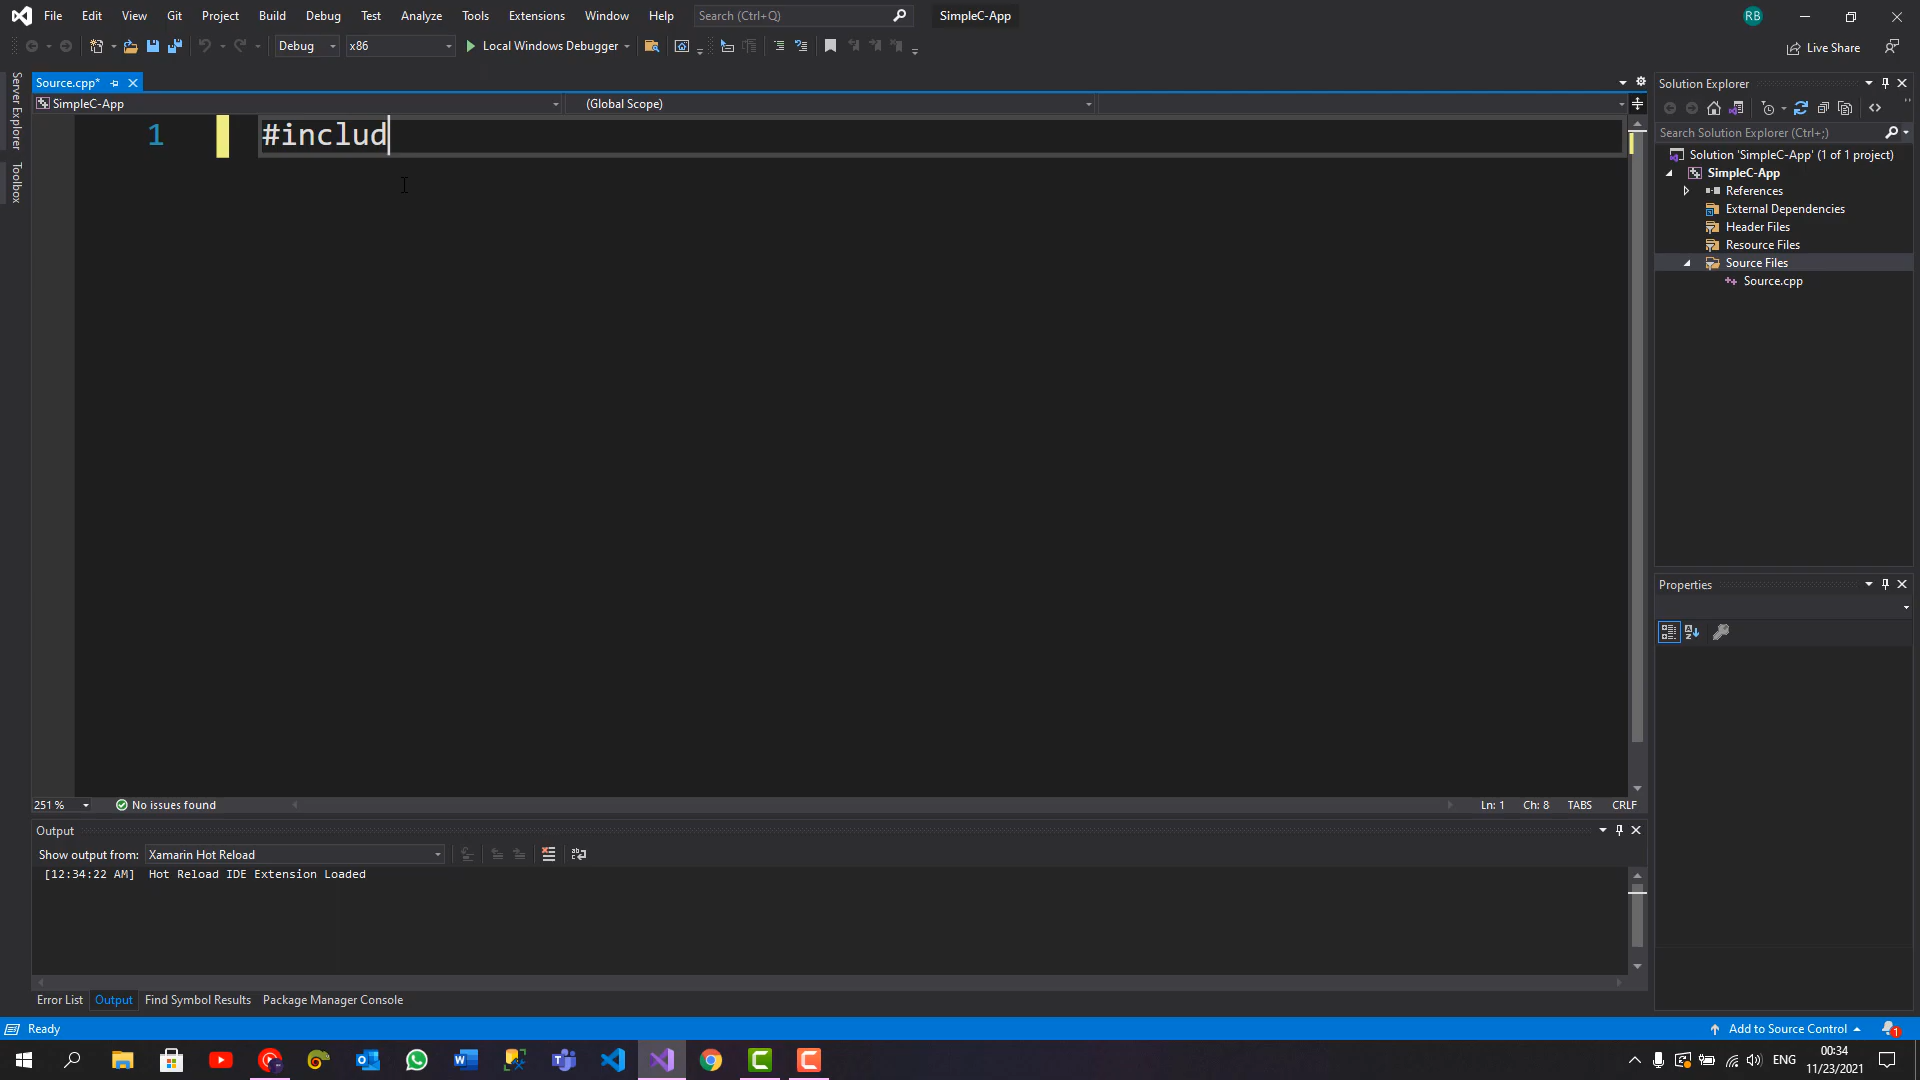 File Edit View Git Project Build Debug Test Analyze Tools Extensions Window Help Search (Ctrl+Q) SimpleC-App RB
Debug x86 Local Windows Debugger Live Share
Server Explorer
Toolbox
Source.cpp*
SimpleC-App (Global Scope)
1 #includ
251 % No issues found Ln: 1 Ch: 8 TABS CRLF
Output
Show output from: Xamarin Hot Reload
[12:34:22 AM] Hot Reload IDE Extension Loaded
Error List Output Find Symbol Results Package Manager Console
Solution Explorer
Search Solution Explorer (Ctrl+;)
Solution 'SimpleC-App' (1 of 1 project)
SimpleC-App
References
External Dependencies
Header Files
Resource Files
Source Files
Source.cpp
Properties
Ready Add to Source Control 1
ENG 00:34
11/23/2021